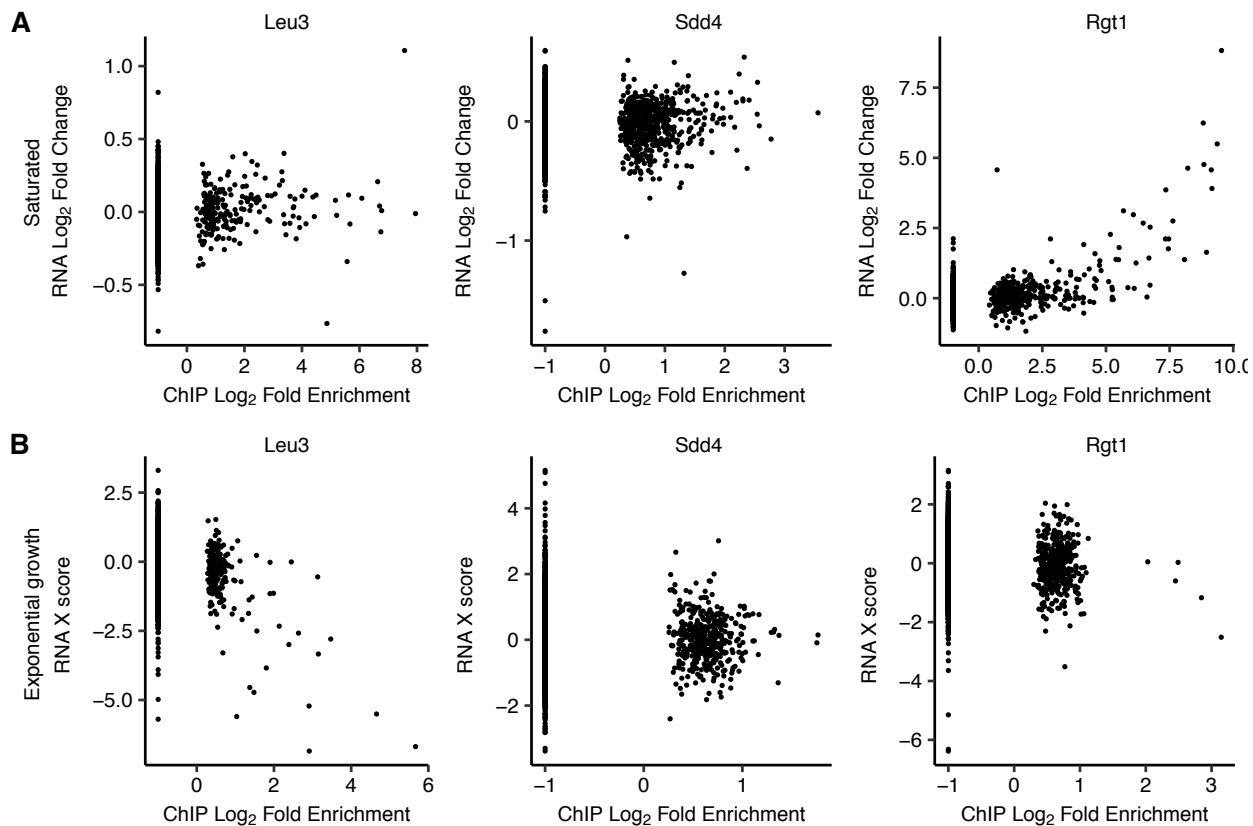 A
Leu3
Sdd4
Rgt1
Saturated
RNA Log2 Fold Change
1.0
0.5
0.0
−0.5
0
2
4
6
8
ChIP Log2 Fold Enrichment
RNA Log2 Fold Change
0
−1
−1
0
1
2
3
ChIP Log2 Fold Enrichment
RNA Log2 Fold Change
7.5
5.0
2.5
0.0
0.0
2.5
5.0
7.5
10.0
ChIP Log2 Fold Enrichment
B
Leu3
Sdd4
Rgt1
Exponential growth
RNA X score
2.5
0.0
−2.5
−5.0
0
2
4
6
ChIP Log2 Fold Enrichment
RNA X score
4
2
0
−2
−1
0
1
ChIP Log2 Fold Enrichment
RNA X score
2
0
−2
−4
−6
−1
0
1
2
3
ChIP Log2 Fold Enrichment